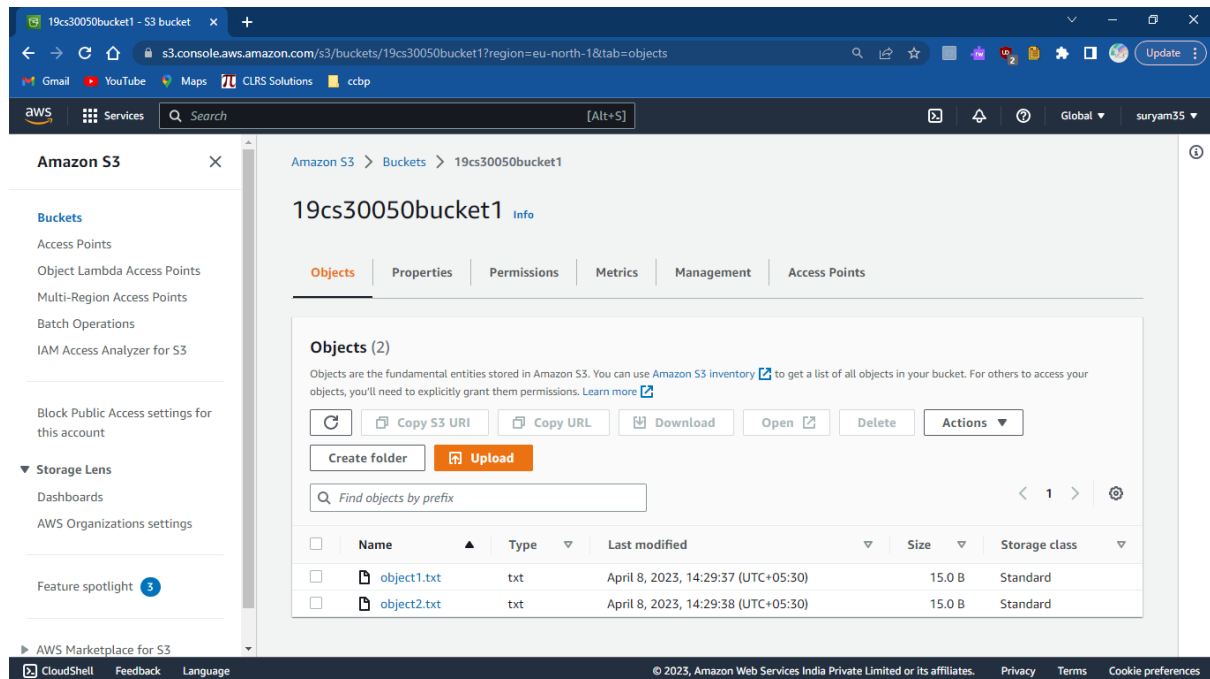 19cs30050bucket1 - S3 bucket
s3.console.aws.amazon.com/s3/buckets/19cs30050bucket1?region=eu-north-1&tab=objects
2
Update
Gmail YouTube Maps CLRS Solutions ccbp
aws Services Search [Alt+S] Global suryam35
Amazon S3
Buckets
Access Points
Object Lambda Access Points
Multi-Region Access Points
Batch Operations
IAM Access Analyzer for S3
Block Public Access settings for
this account
Storage Lens
Dashboards
AWS Organizations settings
Feature spotlight 3
AWS Marketplace for S3
Amazon S3 > Buckets > 19cs30050bucket1
19cs30050bucket1 Info
Objects Properties Permissions Metrics Management Access Points
Objects (2)
Objects are the fundamental entities stored in Amazon S3. You can use Amazon S3 inventory to get a list of all objects in your bucket. For others to access your
objects, you'll need to explicitly grant them permissions. Learn more
Copy S3 URI Copy URL Download Open Delete Actions
Create folder Upload
Find objects by prefix
1
Name Type Last modified Size Storage class
object1.txt txt April 8, 2023, 14:29:37 (UTC+05:30) 15.0 B Standard
object2.txt txt April 8, 2023, 14:29:38 (UTC+05:30) 15.0 B Standard
CloudShell Feedback Language © 2023, Amazon Web Services India Private Limited or its affiliates. Privacy Terms Cookie preferences